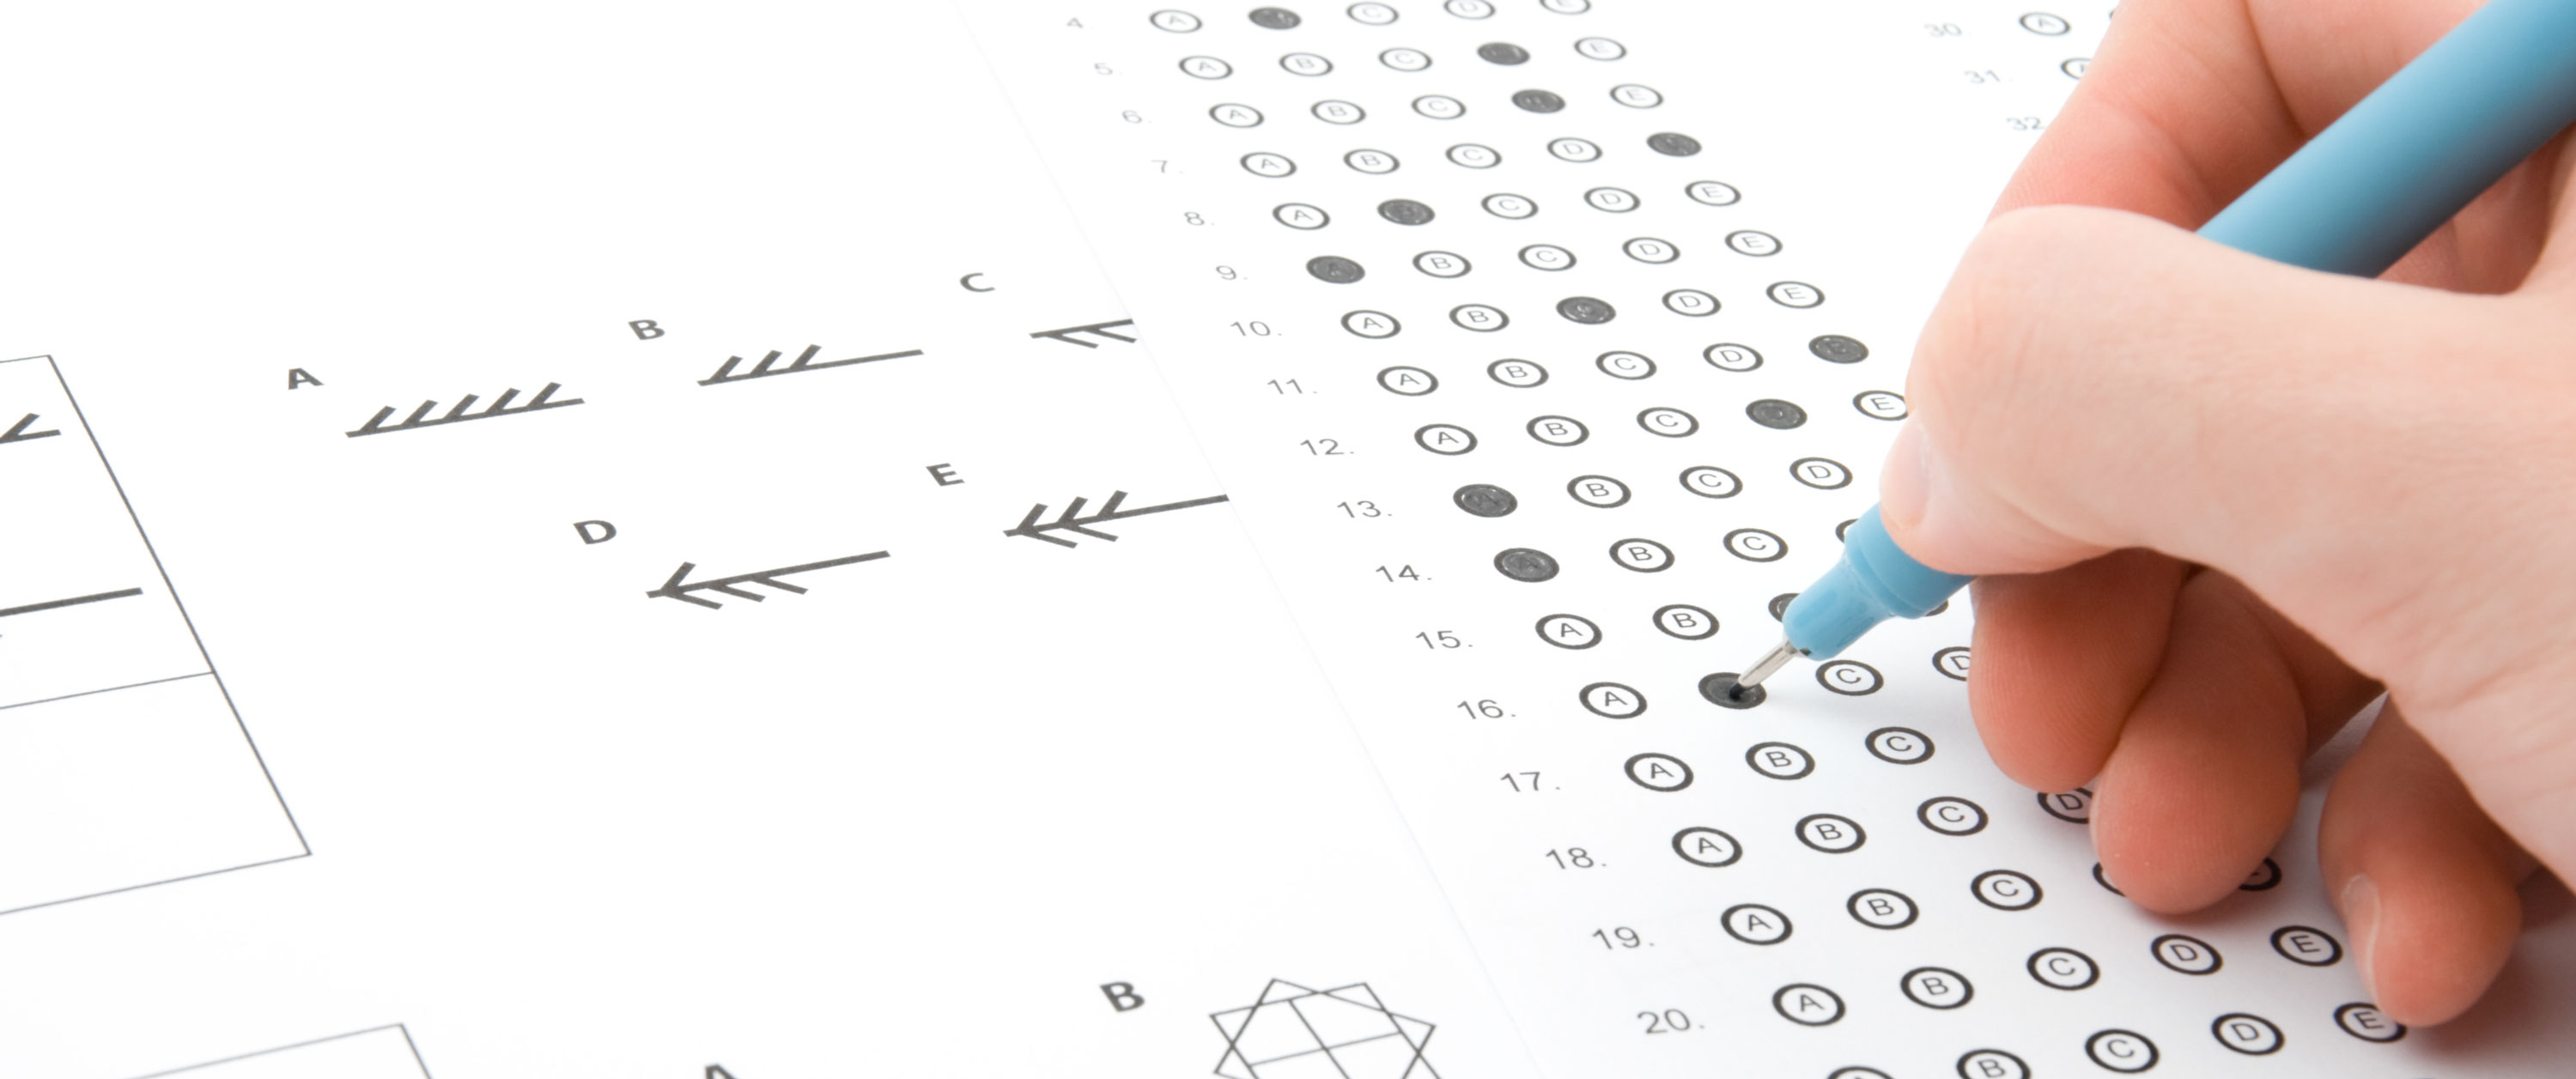 A
B
C
D
E
B
A
4 A C D E
5. A B C E
6. A B C E
7. A B C D
8. A C D E
9. B C D E
10. A B D E
11. A B C D
12. A B C E
13. B C D
14. B C
15. A B
16. A C D
17. A B C
18. A B C D
19. A B C
20. A B C D E
B C D E
30 A
31.
32